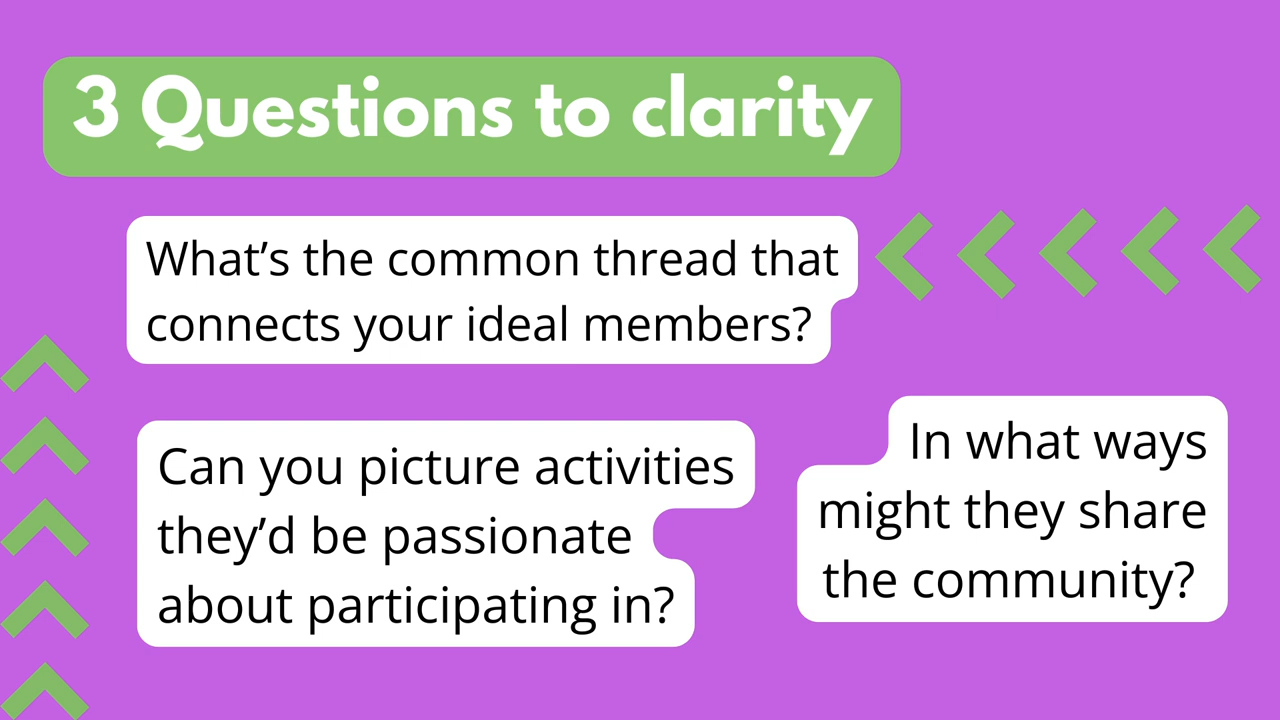 3 Questions to clarity
What’s the common thread that
connects your ideal members?
Can you picture activities
they’d be passionate
about participating in?
In what ways
might they share
the community?